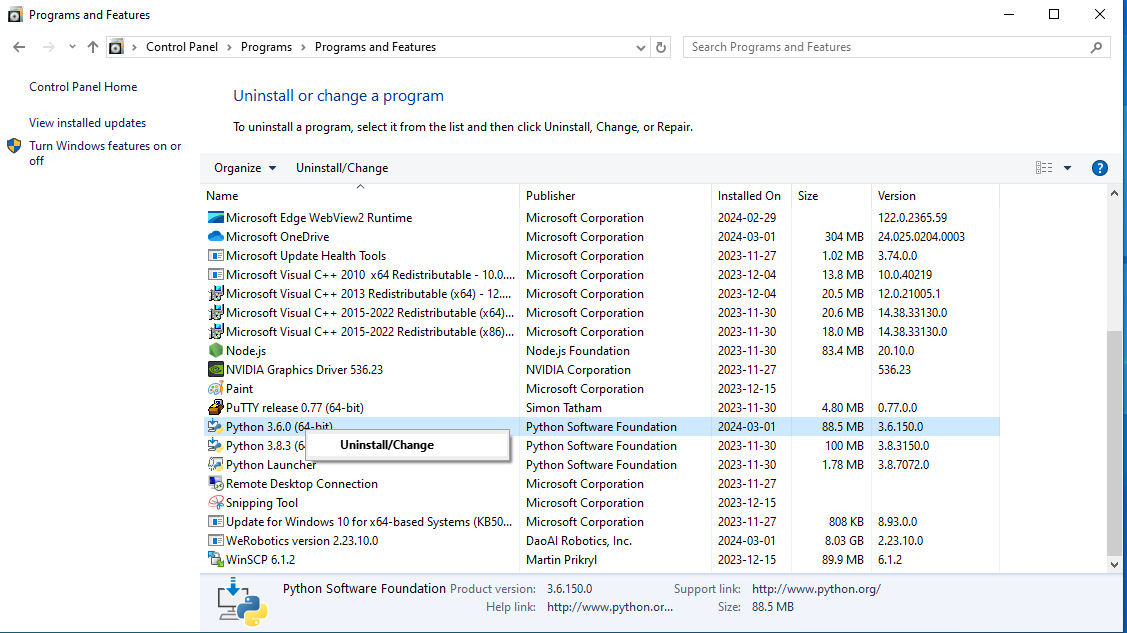 Programs and Features
Control Panel > Programs > Programs and Features
Search Programs and Features
Control Panel Home
View installed updates
Turn Windows features on or
off
Uninstall or change a program
To uninstall a program, select it from the list and then click Uninstall, Change, or Repair.
Organize Uninstall/Change ?
Name Publisher Installed On Size Version
Microsoft Edge WebView2 Runtime Microsoft Corporation 2024-02-29 122.0.2365.59
Microsoft OneDrive Microsoft Corporation 2024-03-01 304 MB 24.025.0204.0003
Microsoft Update Health Tools Microsoft Corporation 2023-11-27 1.02 MB 3.74.0.0
Microsoft Visual C++ 2010 x64 Redistributable - 10.0.... Microsoft Corporation 2023-12-04 13.8 MB 10.0.40219
Microsoft Visual C++ 2013 Redistributable (x64) - 12.... Microsoft Corporation 2023-12-04 20.5 MB 12.0.21005.1
Microsoft Visual C++ 2015-2022 Redistributable (x64)... Microsoft Corporation 2023-11-30 20.6 MB 14.38.33130.0
Microsoft Visual C++ 2015-2022 Redistributable (x86)... Microsoft Corporation 2023-11-30 18.0 MB 14.38.33130.0
Node.js Node.js Foundation 2023-11-30 83.4 MB 20.10.0
NVIDIA Graphics Driver 536.23 NVIDIA Corporation 2023-11-27 536.23
Paint Microsoft Corporation 2023-12-15
PuTTY release 0.77 (64-bit) Simon Tatham 2023-11-30 4.80 MB 0.77.0.0
Python 3.6.0 (64-bit) Python Software Foundation 2024-03-01 88.5 MB 3.6.150.0
Python 3.8.3 (6 Uninstall/Change Python Software Foundation 2023-11-30 100 MB 3.8.3150.0
Python Launcher Python Software Foundation 2023-11-30 1.78 MB 3.8.7072.0
Remote Desktop Connection Microsoft Corporation 2023-11-27
Snipping Tool Microsoft Corporation 2023-12-15
Update for Windows 10 for x64-based Systems (KB50... Microsoft Corporation 2023-11-27 808 KB 8.93.0.0
WeRobotics version 2.23.10.0 DaoAI Robotics, Inc. 2024-03-01 8.03 GB 2.23.10.0
WinSCP 6.1.2 Martin Prikryl 2023-12-15 89.9 MB 6.1.2
Python Software Foundation Product version: 3.6.150.0 Support link: http://www.python.org/
Help link: http://www.python.or... Size: 88.5 MB